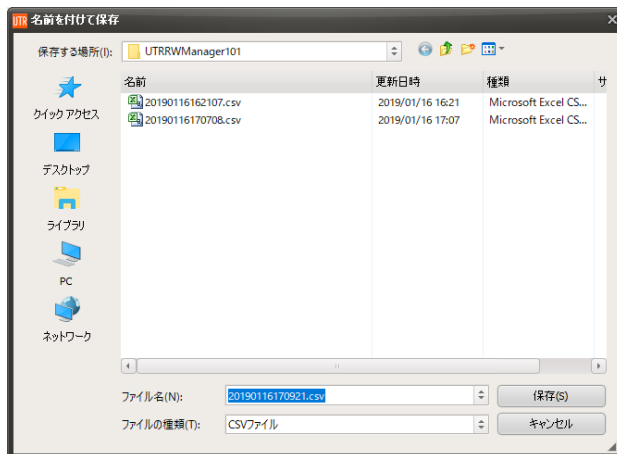 UTR 名前を付けて保存
保存する場所(I): UTRRWManager101
名前 更新日時 種類 サ
20190116162107.csv 2019/01/16 16:21 Microsoft Excel CS...
20190116170708.csv 2019/01/16 17:07 Microsoft Excel CS...
クイック アクセス
デスクトップ
ライブラリ
PC
ネットワーク
ファイル名(N): 20190116170921.csv 保存(S)
ファイルの種類(T): CSVファイル キャンセル